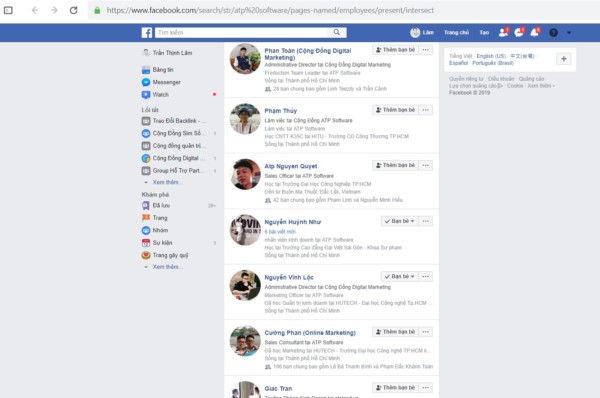 https://www.facebook.com/search/str/atp%20software/pages-named/employees/present/intersect
Tìm kiếm
Lâm
Trang chủ
Tạo
Trần Thinh Lâm
Bảng tin
Messenger
Watch
Lối tắt
Trao Đổi Backlink -
Cộng Đồng Sim Số... 1
Cộng đồng quản trị...
Cộng Đồng Digital ...
Group Hỗ Trợ Part...
Xem thêm...
Khám phá
Đã lưu
Trang
Nhóm
Sự kiện 1
Trang gây quỹ
Xem thêm...
Phan Toàn (Cộng Đồng Digital
Marketing)
Thêm bạn bè
Administrative Director tại Cộng Đồng Digital Marketing
Production Team Leader tại ATP Software
Sống tại Thành phố Hồ Chí Minh
28 bạn chung bao gồm Linh Twozly và Trần Cảnh
Phạm Thủy
Thêm bạn bè
Làm việc tại Cộng Đồng ATP Software
Làm việc tại ATP Software
Học CNTT K35C tại HITU - Trường CĐ Công Thương TP.HCM
Sống tại Thành phố Hồ Chí Minh
Atp Nguyen Quyet
Thêm bạn bè
Sales Officer tại ATP Software
Học tại Trường Đại Học Công Nghiệp TP.HCM
Đến từ Buôn Ma Thuột, Đắc Lắc, Vietnam
42 bạn chung bao gồm Pham Linh và Nguyễn Minh Hiếu
Nguyễn Huỳnh Như
Bạn bè
6 bài viết mới
nhân viên kinh doanh tại ATP Software
Học tại Trường Cao Đẳng Đại Việt Sài Gòn - Khoa Sư phạm
Sống tại Thành phố Hồ Chí Minh
Nguyễn Vĩnh Lộc
Bạn bè
Administrative Director tại Cộng Đồng Digital Marketing
Marketing Officer tại ATP Software
Đã học Quản trị kinh doanh tại HUTECH - Đại học Công nghệ Tp.HCM ...
Sống tại Thành phố Hồ Chí Minh
Cường Phan (Online Marketing)
Thêm bạn bè
Sales Consultant tại ATP Software
Đã học Marketing tại HUTECH - Trường Đại học Công nghệ TP.HCM k...
Sống tại Thành phố Hồ Chí Minh
106 bạn chung bao gồm Lê Bá Thanh Bình và Phạm Đắc Khánh Toàn
Giac Tran
Thêm bạn bè
Tiếng Việt · English (US) ·
Español · Português (Brasil)
Quyền riêng tư · Điều khoản · Quảng cáo ·
Lựa chọn quảng cáo · Cookie · Xem thêm
Facebook © 2019